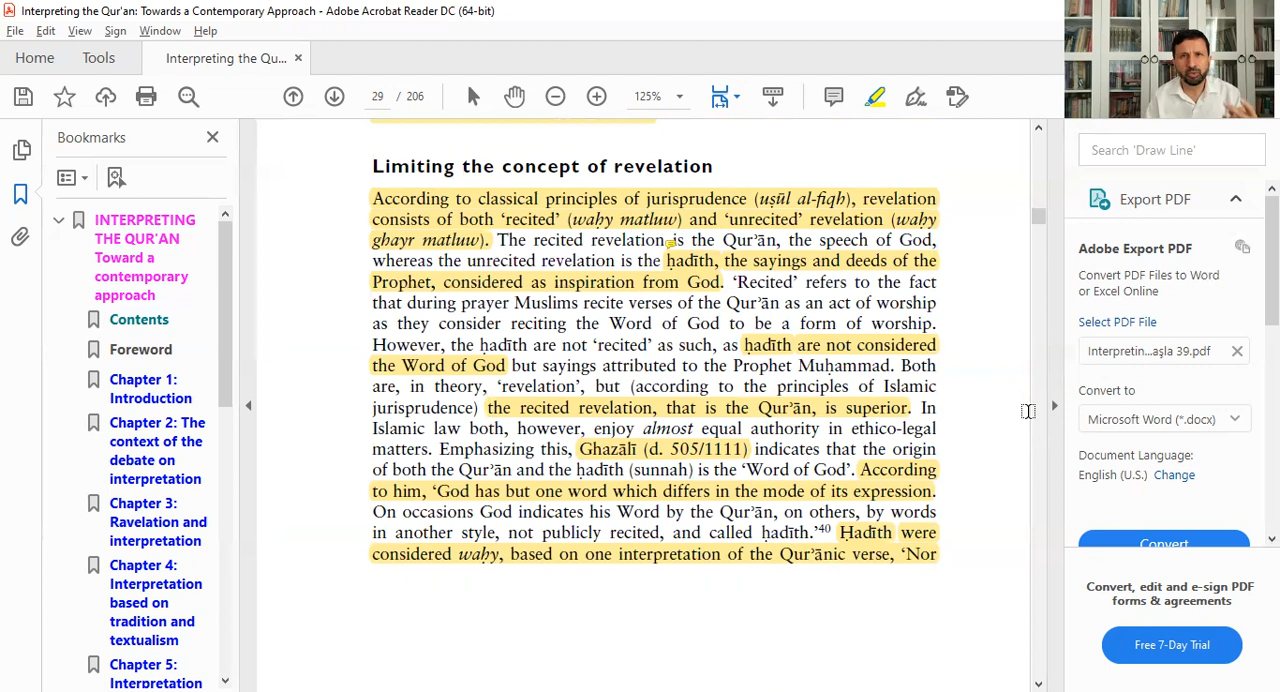 Interpreting the Qur'an: Towards a Contemporary Approach - Adobe Acrobat Reader DC (64-bit)
File Edit View Sign Window Help
Home Tools Interpreting the Qu... ×
29 / 206 125%
Bookmarks
INTERPRETING
THE QUR'AN
Toward a
contemporary
approach
Contents
Foreword
Chapter 1:
Introduction
Chapter 2: The
context of the
debate on
interpretation
Chapter 3:
Ravelation and
interpretation
Chapter 4:
Interpretation
based on
tradition and
textualism
Chapter 5:
Interpretation
Limiting the concept of revelation
According to classical principles of jurisprudence (uṣūl al-fiqh), revelation
consists of both ‘recited’ (waḥy matluw) and ‘unrecited’ revelation (waḥy
ghayr matluw). The recited revelation is the Qurʾān, the speech of God,
whereas the unrecited revelation is the ḥadīth, the sayings and deeds of the
Prophet, considered as inspiration from God. ‘Recited’ refers to the fact
that during prayer Muslims recite verses of the Qurʾān as an act of worship
as they consider reciting the Word of God to be a form of worship.
However, the ḥadīth are not ‘recited’ as such, as ḥadīth are not considered
the Word of God but sayings attributed to the Prophet Muḥammad. Both
are, in theory, ‘revelation’, but (according to the principles of Islamic
jurisprudence) the recited revelation, that is the Qurʾān, is superior. In
Islamic law both, however, enjoy almost equal authority in ethico-legal
matters. Emphasizing this, Ghazālī (d. 505/1111) indicates that the origin
of both the Qurʾān and the ḥadīth (sunnah) is the ‘Word of God’. According
to him, ‘God has but one word which differs in the mode of its expression.
On occasions God indicates his Word by the Qurʾān, on others, by words
in another style, not publicly recited, and called ḥadīth.’40 Ḥadīth were
considered waḥy, based on one interpretation of the Qurʾānic verse, ‘Nor
Search 'Draw Line'
Export PDF
Adobe Export PDF
Convert PDF Files to Word
or Excel Online
Select PDF File
Interpretin...aşla 39.pdf
Convert to
Microsoft Word (*.docx)
Document Language:
English (U.S.) Change
Convert
Convert, edit and e-sign PDF
forms & agreements
Free 7-Day Trial